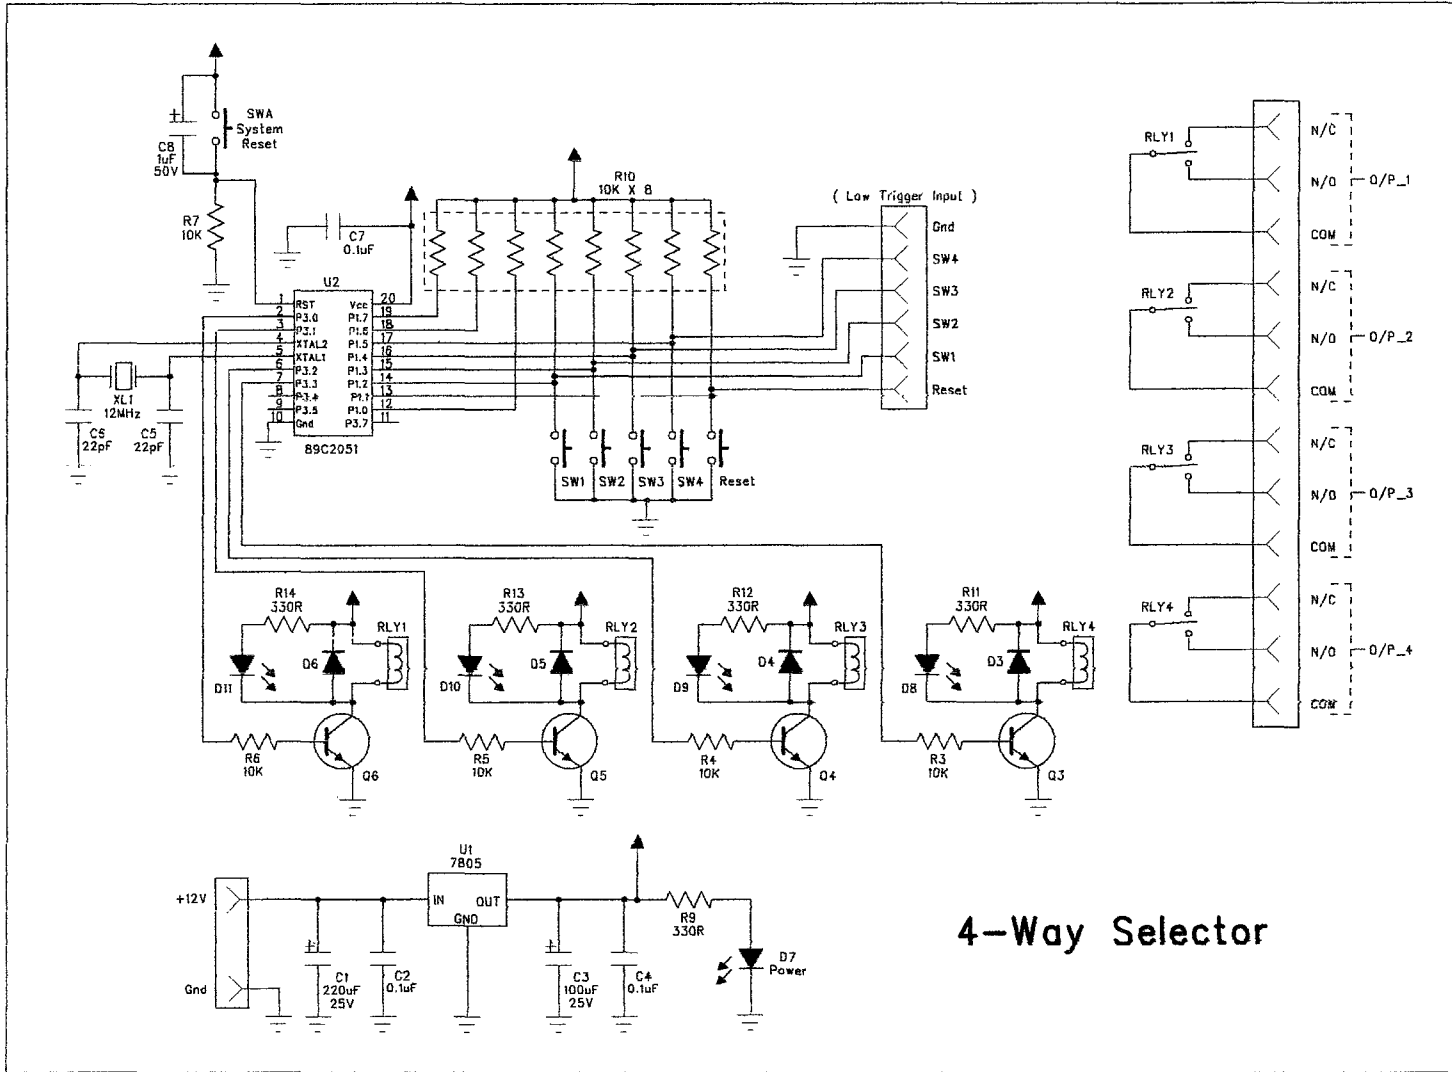 SWA
System
Reset
+
C8
1uF
50V
R7
10K
C7
0.1uF
R10
10K X 8
( Low Trigger Input )
Gnd
SW4
SW3
SW2
SW1
Reset
U2
1 RST Vcc 20
2 P3.0 P1.7 19
3 P3.1 P1.6 18
4 XTAL2 P1.5 17
5 XTAL1 P1.4 16
6 P3.2 P1.3 15
7 P3.3 P1.2 14
8 P3.4 P1.1 13
9 P3.5 P1.0 12
10 Gnd P3.7 11
89C2051
XL1
12MHz
C6
22pF
C5
22pF
SW1 SW2 SW3 SW4 Reset
RLY1
N/C
N/O
COM
O/P_1
RLY2
N/C
N/O
COM
O/P_2
RLY3
N/C
N/O
COM
O/P_3
RLY4
N/C
N/O
COM
O/P_4
R14
330R
RLY1
D6
D11
R6
10K
Q6
R13
330R
RLY2
D5
D10
R5
10K
Q5
R12
330R
RLY3
D4
D9
R4
10K
Q4
R11
330R
RLY4
D3
D8
R3
10K
Q3
+12V
Gnd
+
C1
220uF
25V
C2
0.1uF
U1
7805
IN OUT
GND
+
C3
100uF
25V
C4
0.1uF
R9
330R
D7
Power
4-Way Selector